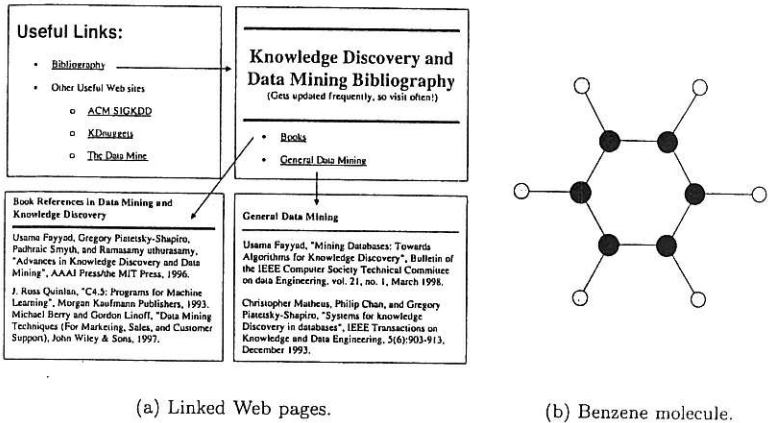 Useful Links:
• Bibliography
• Other Useful Web sites
o ACM SIGKDD
o KDnuggets
o The Data Mine
Knowledge Discovery and
Data Mining Bibliography
(Gets updated frequently, so visit often!)
• Books
• General Data Mining
Book References in Data Mining and
Knowledge Discovery
Usama Fayyad, Gregory Piatetsky-Shapiro,
Padhraic Smyth, and Ramasamy uthurasamy,
"Advances in Knowledge Discovery and Data
Mining", AAAI Press/the MIT Press, 1996.
J. Ross Quinlan, "C4.5: Programs for Machine
Learning", Morgan Kaufmann Publishers, 1993.
Michael Berry and Gordon Linoff, "Data Mining
Techniques (For Marketing, Sales, and Customer
Support), John Wiley & Sons, 1997.
General Data Mining
Usama Fayyad, "Mining Databases: Towards
Algorithms for Knowledge Discovery", Bulletin of
the IEEE Computer Society Technical Committee
on data Engineering, vol. 21, no. 1, March 1998.
Christopher Matheus, Philip Chan, and Gregory
Piatetsky-Shapiro, "Systems for knowledge
Discovery in databases", IEEE Transactions on
Knowledge and Data Engineering, 5(6):903-913,
December 1993.
(a) Linked Web pages.
(b) Benzene molecule.